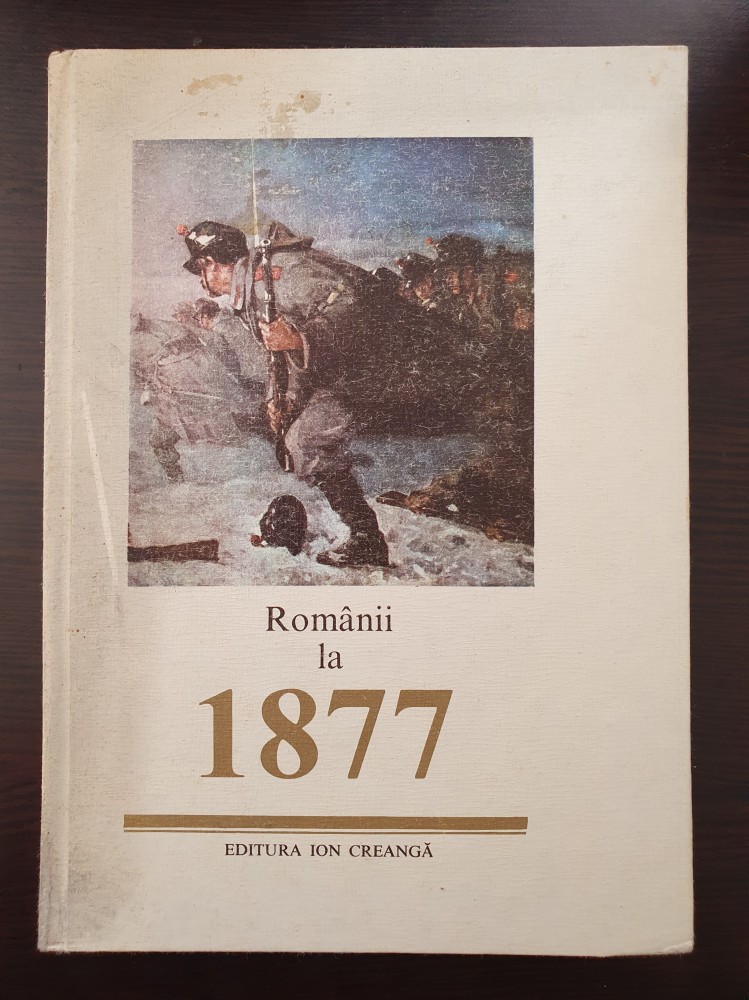 Românii
la
1877
EDITURA ION CREANGĂ